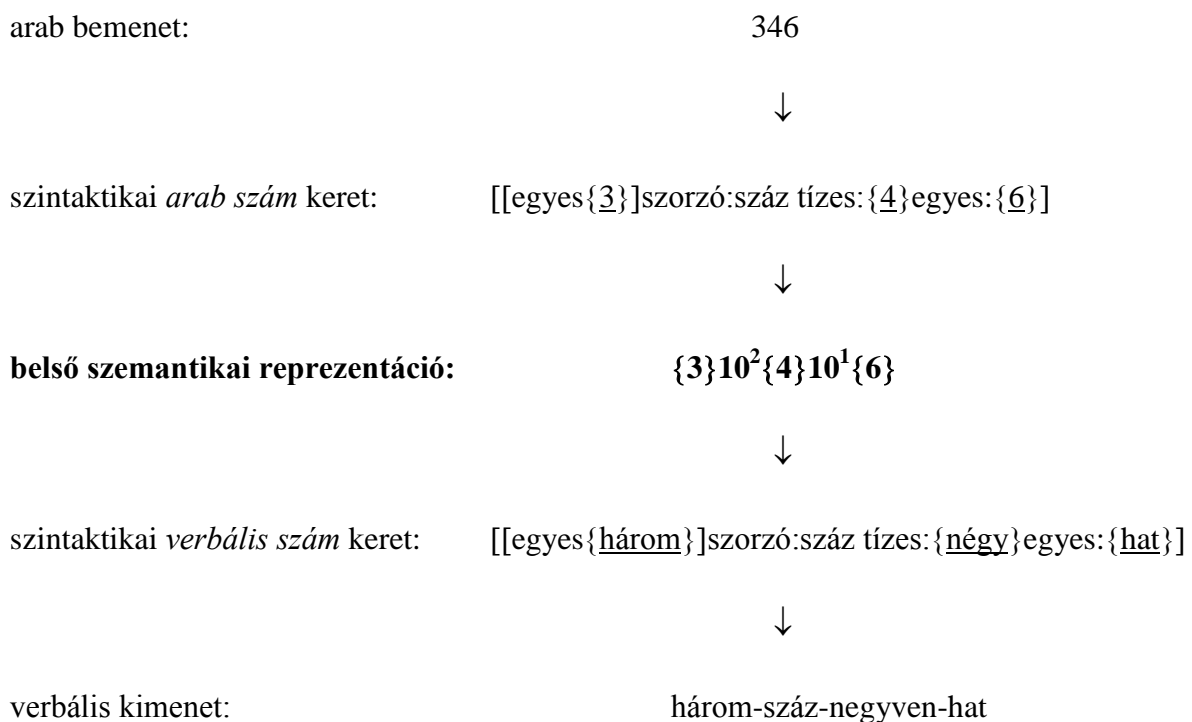 arab bemenet: 346
↓
szintaktikai arab szám keret: [[egyes{3}]szorzó:száz tízes:{4}egyes:{6}]
↓
belső szemantikai reprezentáció: {3}10²{4}10¹{6}
↓
szintaktikai verbális szám keret: [[egyes{három}]szorzó:száz tízes:{négy}egyes:{hat}]
↓
verbális kimenet: három-száz-negyven-hat